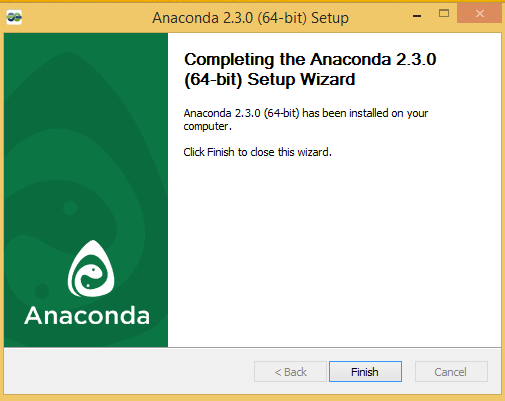 Anaconda 2.3.0 (64-bit) Setup
Completing the Anaconda 2.3.0
(64-bit) Setup Wizard
Anaconda 2.3.0 (64-bit) has been installed on your
computer.
Click Finish to close this wizard.
Anaconda
< Back
Finish
Cancel